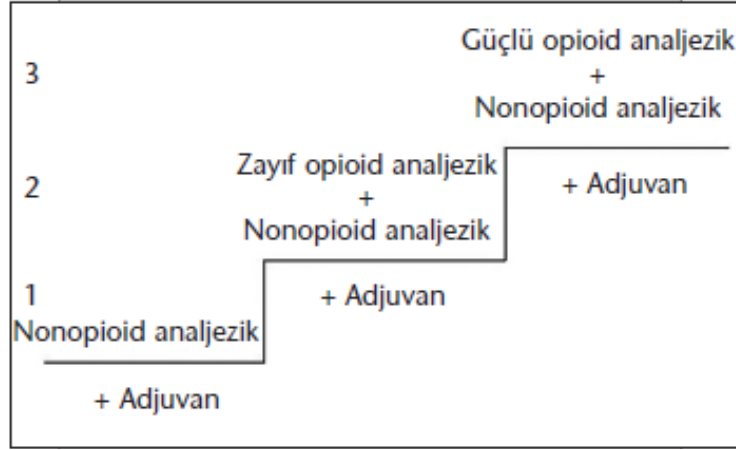 Güçlü opioid analjezik
3
+
Nonopioid analjezik
Zayıf opioid analjezik
2
+ Adjuvan
+
Nonopioid analjezik
1
+ Adjuvan
Nonopioid analjezik
+ Adjuvan